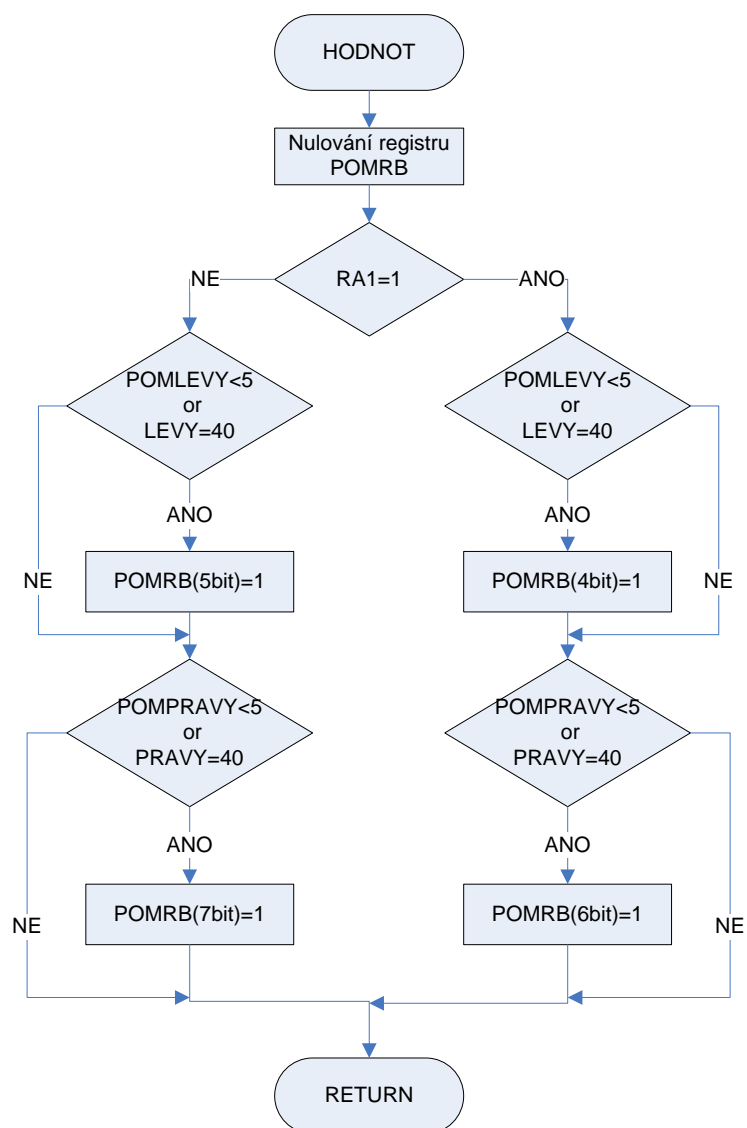 HODNOT
Nulování registru
POMRB
RA1=1
NE
ANO
POMLEVY<5
or
LEVY=40
POMLEVY<5
or
LEVY=40
ANO
ANO
NE
POMRB(5bit)=1
POMRB(4bit)=1
NE
POMPRAVY<5
or
PRAVY=40
POMPRAVY<5
or
PRAVY=40
ANO
ANO
NE
POMRB(7bit)=1
POMRB(6bit)=1
NE
RETURN